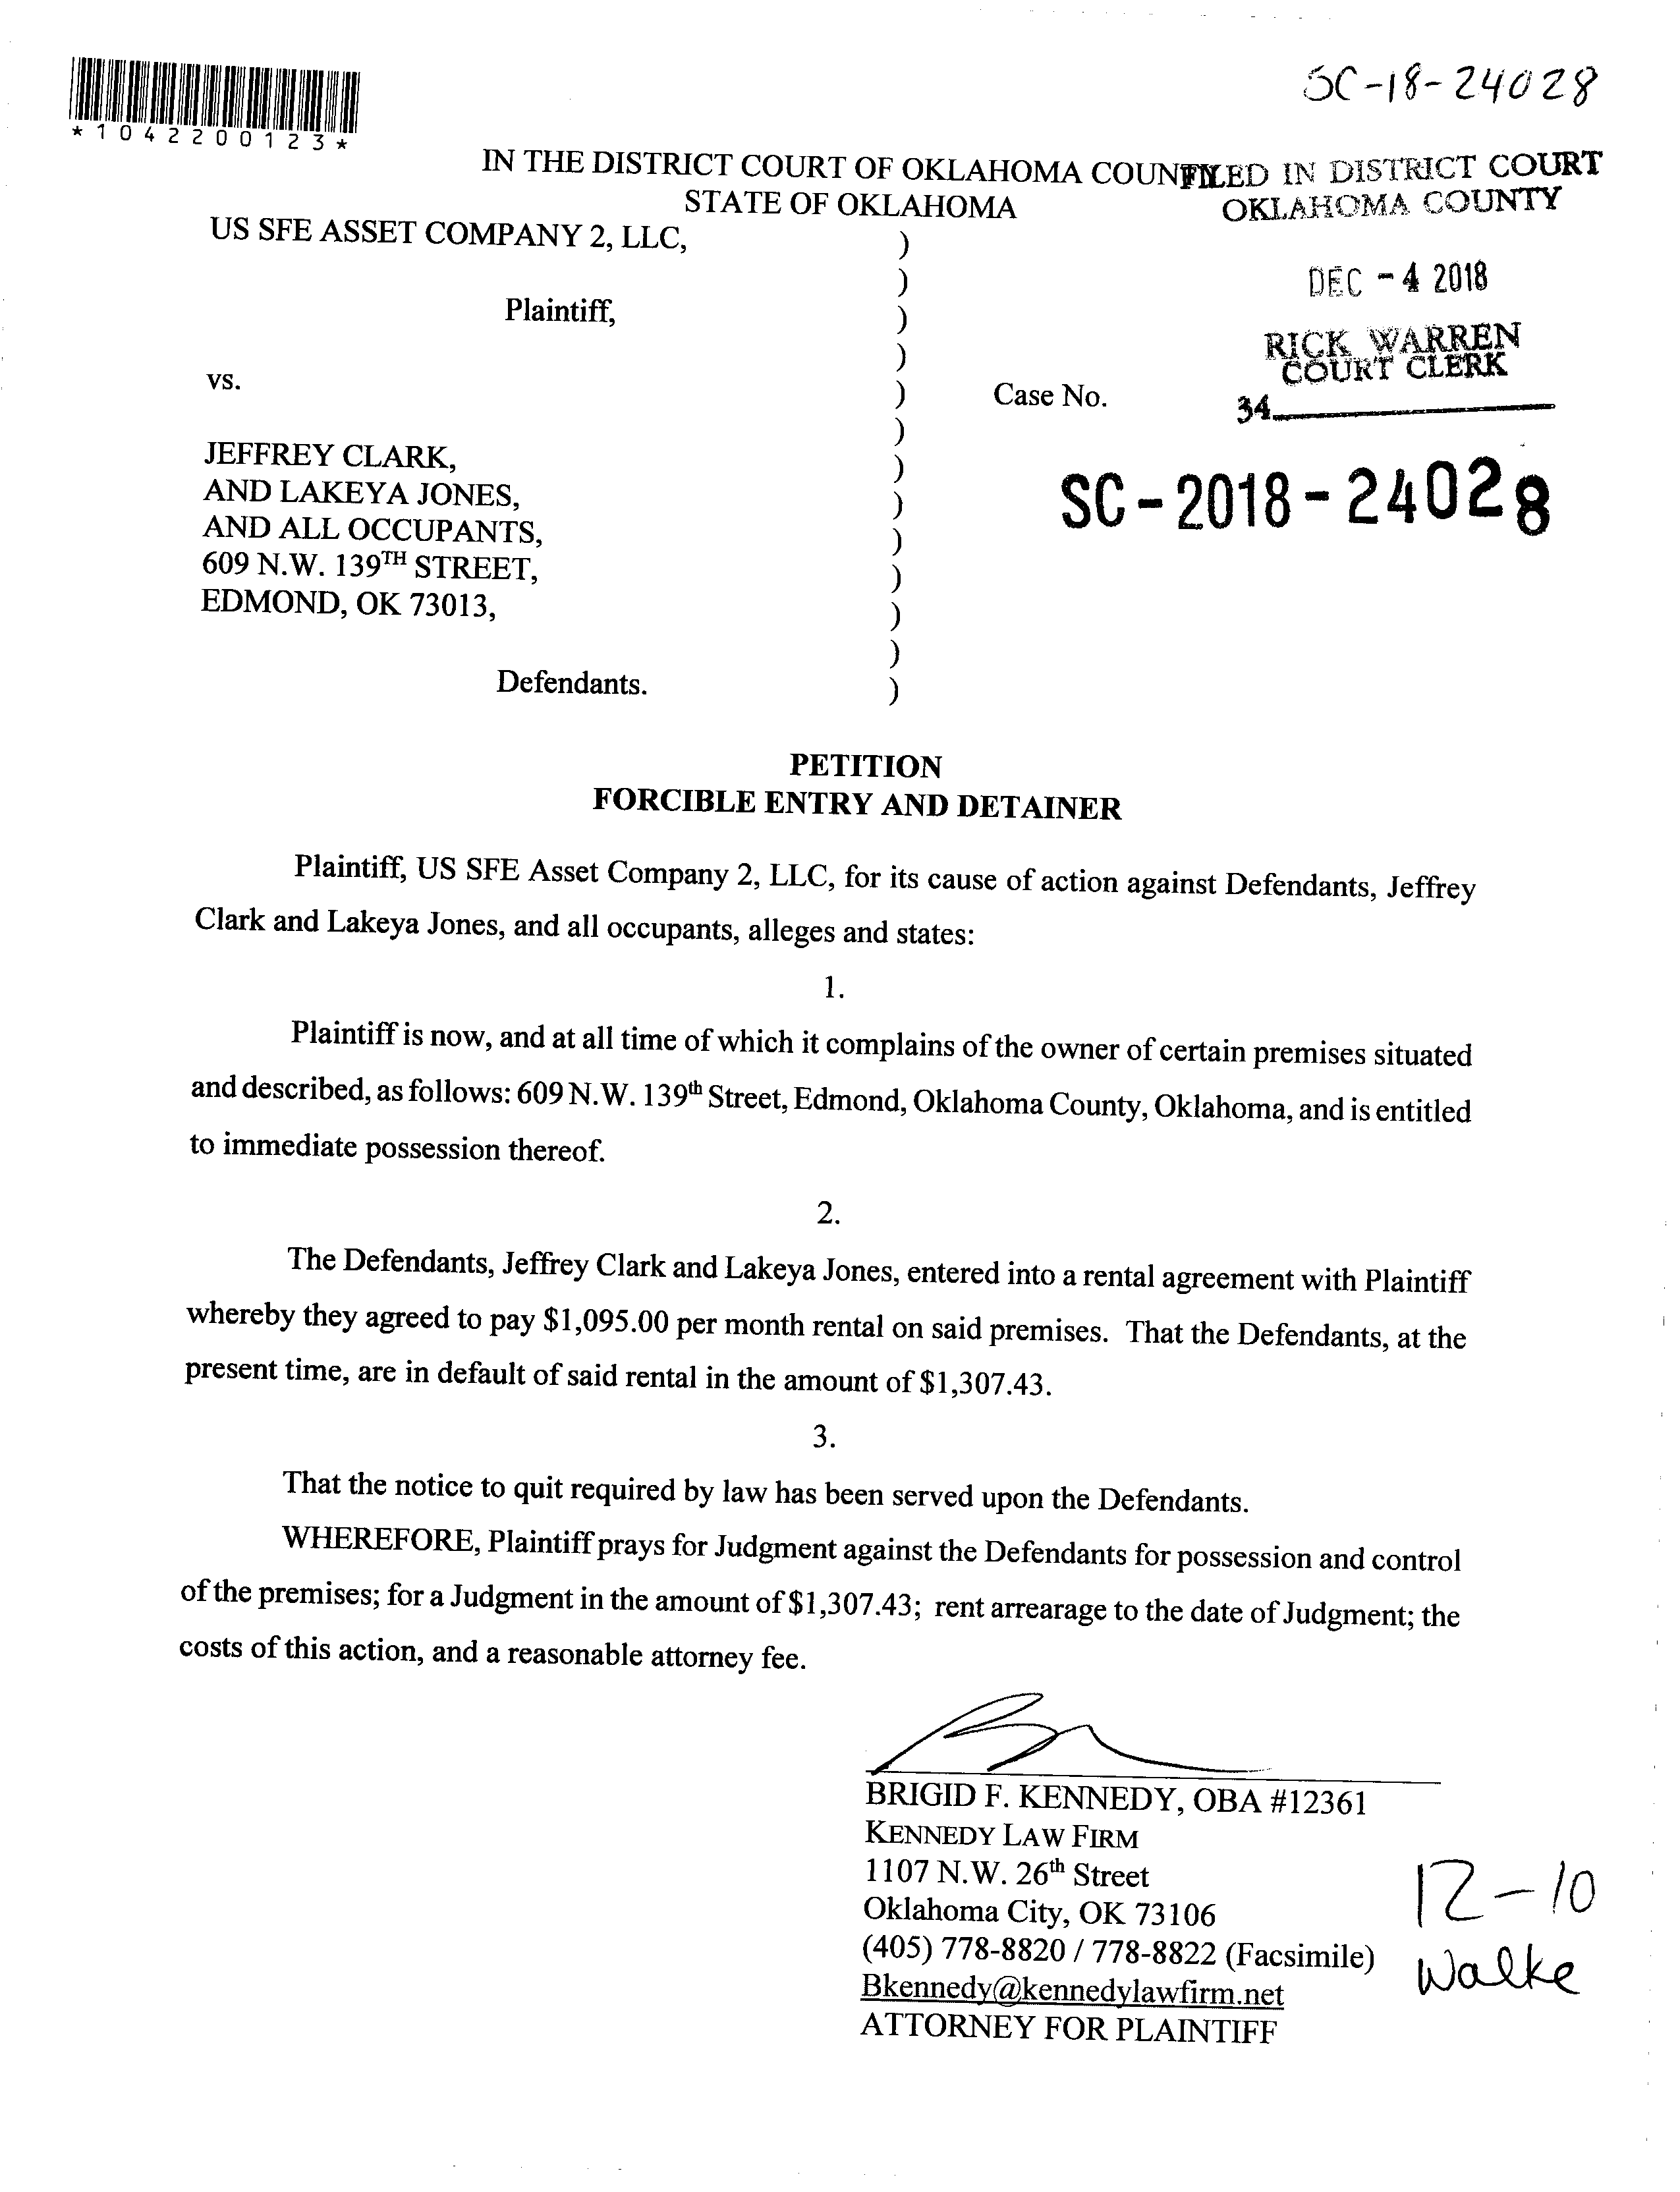 SC-18-24028
*1042200123*
IN THE DISTRICT COURT OF OKLAHOMA COUNTY
STATE OF OKLAHOMA
FILED IN DISTRICT COURT
OKLAHOMA COUNTY
DEC - 4 2018
RICK WARREN
COURT CLERK
34
US SFE ASSET COMPANY 2, LLC, )
)
Plaintiff, )
)
vs. ) Case No.
)
JEFFREY CLARK, )
AND LAKEYA JONES, )
AND ALL OCCUPANTS, )
609 N.W. 139TH STREET, )
EDMOND, OK 73013, )
)
Defendants. )
SC-2018-24028
PETITION
FORCIBLE ENTRY AND DETAINER
Plaintiff, US SFE Asset Company 2, LLC, for its cause of action against Defendants, Jeffrey
Clark and Lakeya Jones, and all occupants, alleges and states:
1.
Plaintiff is now, and at all time of which it complains of the owner of certain premises situated
and described, as follows: 609 N.W. 139th Street, Edmond, Oklahoma County, Oklahoma, and is entitled
to immediate possession thereof.
2.
The Defendants, Jeffrey Clark and Lakeya Jones, entered into a rental agreement with Plaintiff
whereby they agreed to pay $1,095.00 per month rental on said premises. That the Defendants, at the
present time, are in default of said rental in the amount of $1,307.43.
3.
That the notice to quit required by law has been served upon the Defendants.
WHEREFORE, Plaintiff prays for Judgment against the Defendants for possession and control
of the premises; for a Judgment in the amount of $1,307.43; rent arrearage to the date of Judgment; the
costs of this action, and a reasonable attorney fee.
BRIGID F. KENNEDY, OBA #12361
KENNEDY LAW FIRM
1107 N.W. 26th Street
Oklahoma City, OK 73106
(405) 778-8820 / 778-8822 (Facsimile)
Bkennedy@kennedylawfirm.net
ATTORNEY FOR PLAINTIFF
12-10
Walke